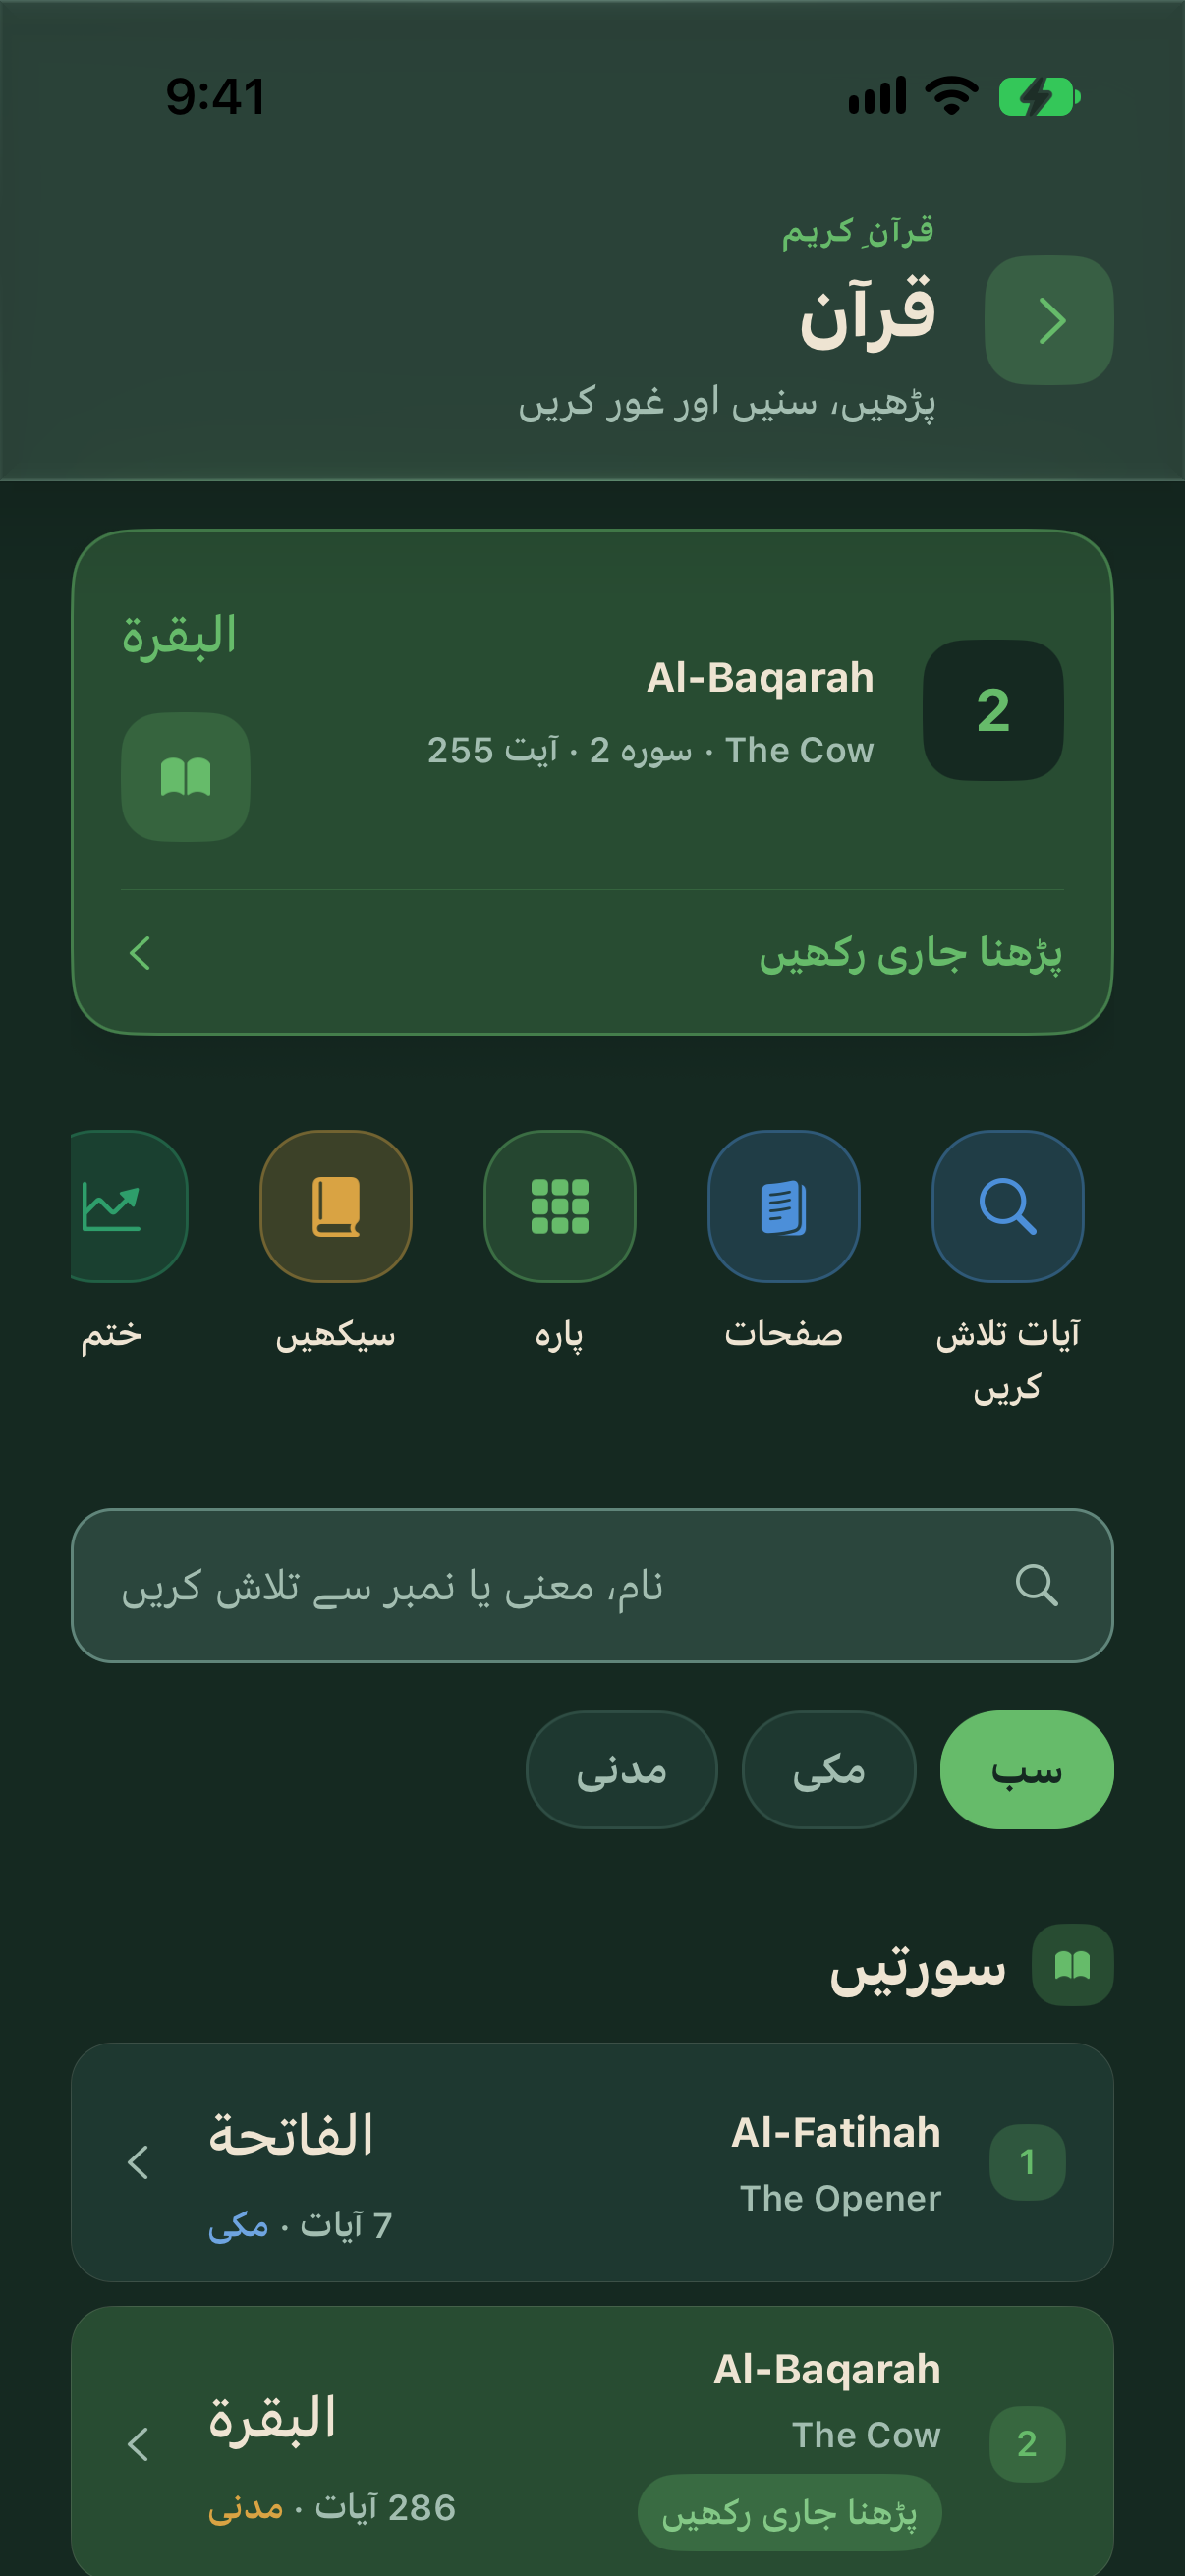 9:41
قرآنِ کریم
قرآن
پڑھیں، سنیں اور غور کریں
2
Al-Baqarah
البقرة
The Cow · سورہ 2 · آیت 255
پڑھنا جاری رکھیں
آیات تلاش کریں
صفحات
پارہ
سیکھیں
ختم
نام، معنی یا نمبر سے تلاش کریں
سب
مکی
مدنی
سورتیں
1
Al-Fatihah
The Opener
الفاتحة
7 آیات · مکی
2
Al-Baqarah
The Cow
پڑھنا جاری رکھیں
البقرة
286 آیات · مدنی